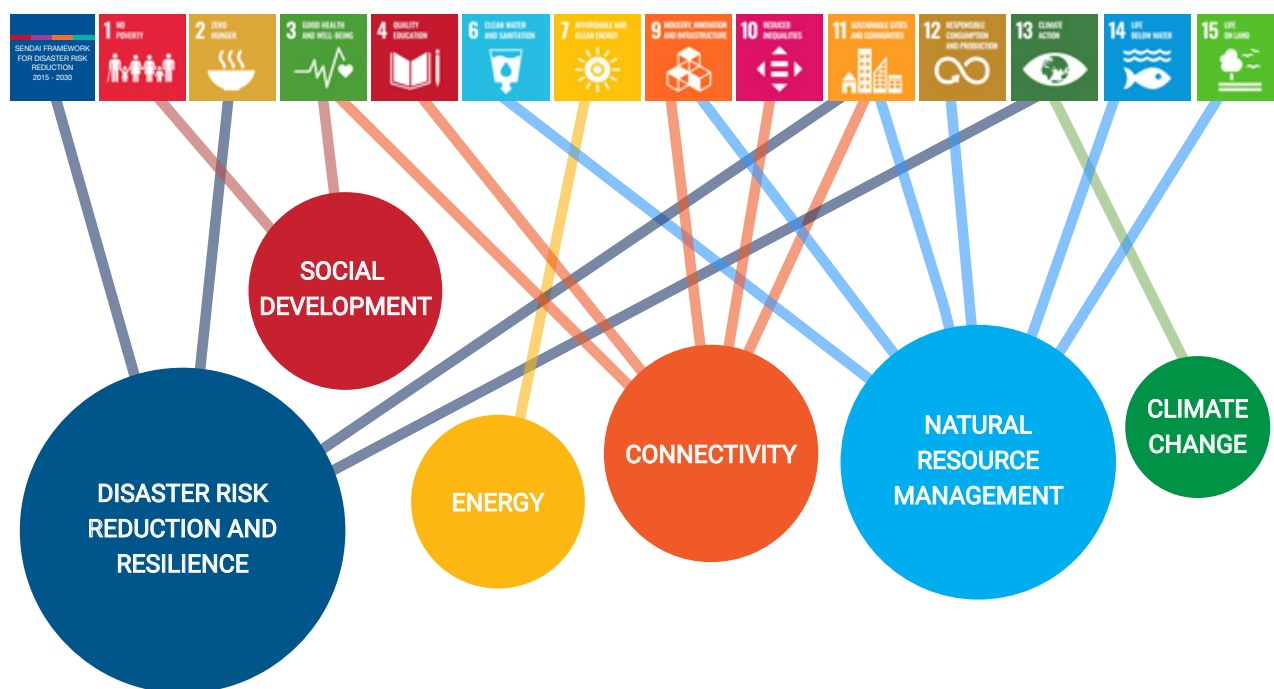 SENDAI FRAMEWORK
FOR DISASTER RISK
REDUCTION
2015 - 2030
1 NO
POVERTY
2 ZERO
HUNGER
3 GOOD HEALTH
AND WELL-BEING
4 QUALITY
EDUCATION
6 CLEAN WATER
AND SANITATION
7 AFFORDABLE AND
CLEAN ENERGY
9 INDUSTRY, INNOVATION
AND INFRASTRUCTURE
10 REDUCED
INEQUALITIES
11 SUSTAINABLE CITIES
AND COMMUNITIES
12 RESPONSIBLE
CONSUMPTION
AND PRODUCTION
13 CLIMATE
ACTION
14 LIFE
BELOW WATER
15 LIFE
ON LAND
SOCIAL
DEVELOPMENT
DISASTER RISK
REDUCTION AND
RESILIENCE
ENERGY
CONNECTIVITY
NATURAL
RESOURCE
MANAGEMENT
CLIMATE
CHANGE